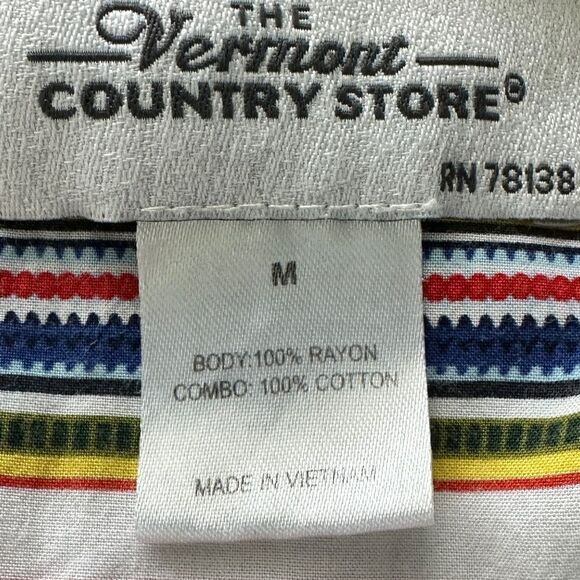 THE
Vermont
COUNTRY STORE®
RN 78138
M
BODY:100% RAYON
COMBO: 100% COTTON
MADE IN VIETNAM